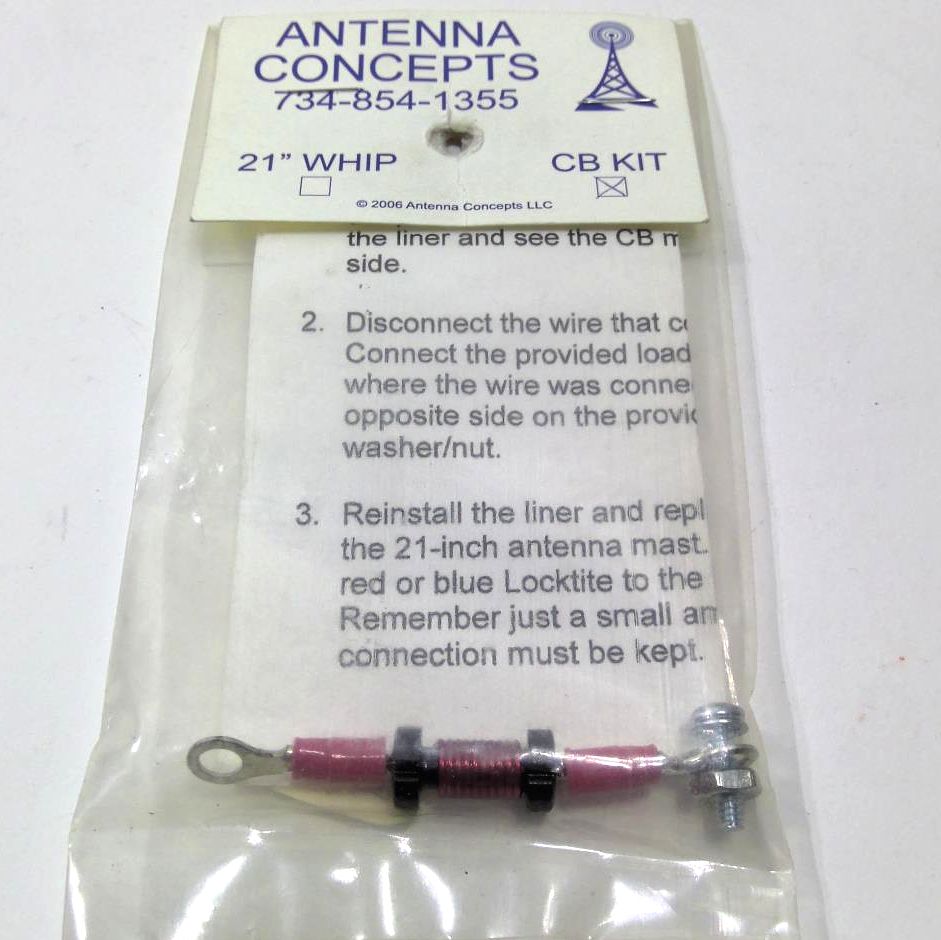 ANTENNA
CONCEPTS
734-854-1355
21” WHIP
CB KIT
© 2006 Antenna Concepts LLC
the liner and see the CB
side.
2. Disconnect the wire that
Connect the provided load
where the wire was
opposite side on the
washer/nut.
3. Reinstall the liner and
the 21-inch antenna mast.
red or blue Locktite to the
Remember just a small
connection must be kept.